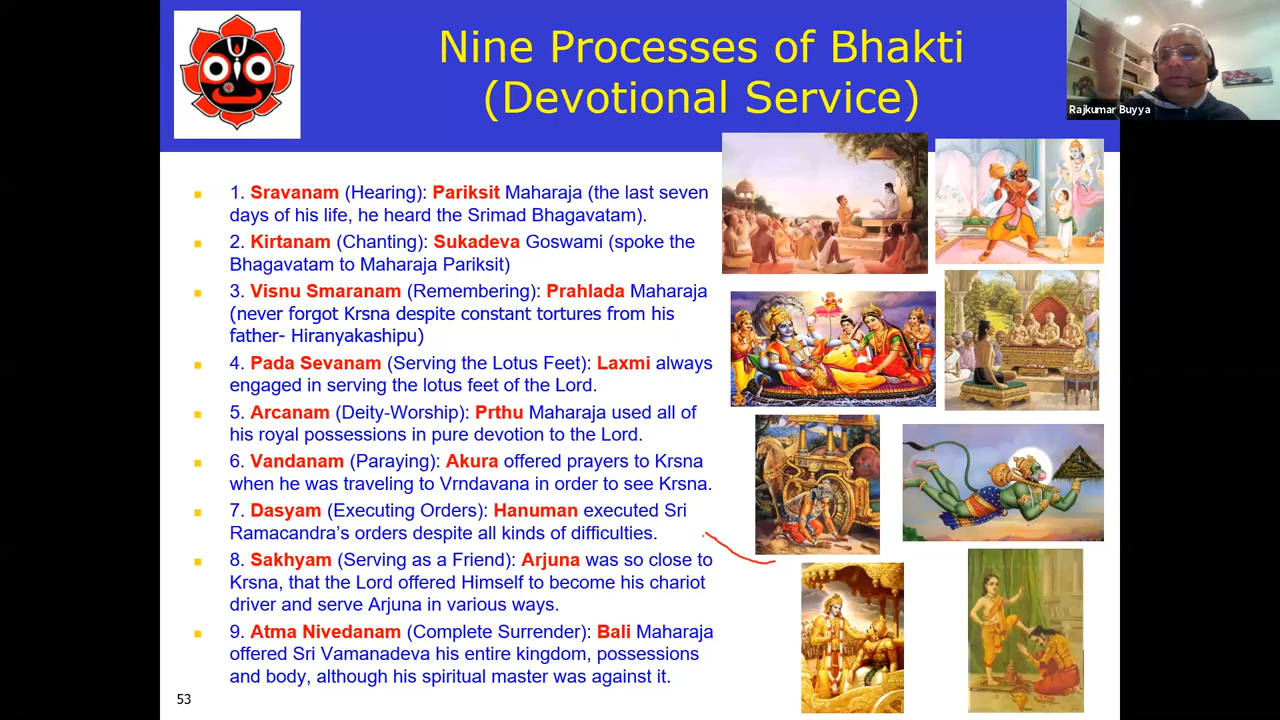 Nine Processes of Bhakti
(Devotional Service)
Rajkumar Buyya
1. Sravanam (Hearing): Pariksit Maharaja (the last seven
days of his life, he heard the Srimad Bhagavatam).
2. Kirtanam (Chanting): Sukadeva Goswami (spoke the
Bhagavatam to Maharaja Pariksit)
3. Visnu Smaranam (Remembering): Prahlada Maharaja
(never forgot Krsna despite constant tortures from his
father- Hiranyakashipu)
4. Pada Sevanam (Serving the Lotus Feet): Laxmi always
engaged in serving the lotus feet of the Lord.
5. Arcanam (Deity-Worship): Prthu Maharaja used all of
his royal possessions in pure devotion to the Lord.
6. Vandanam (Paraying): Akura offered prayers to Krsna
when he was traveling to Vrndavana in order to see Krsna.
7. Dasyam (Executing Orders): Hanuman executed Sri
Ramacandra’s orders despite all kinds of difficulties.
8. Sakhyam (Serving as a Friend): Arjuna was so close to
Krsna, that the Lord offered Himself to become his chariot
driver and serve Arjuna in various ways.
9. Atma Nivedanam (Complete Surrender): Bali Maharaja
offered Sri Vamanadeva his entire kingdom, possessions
and body, although his spiritual master was against it.
53